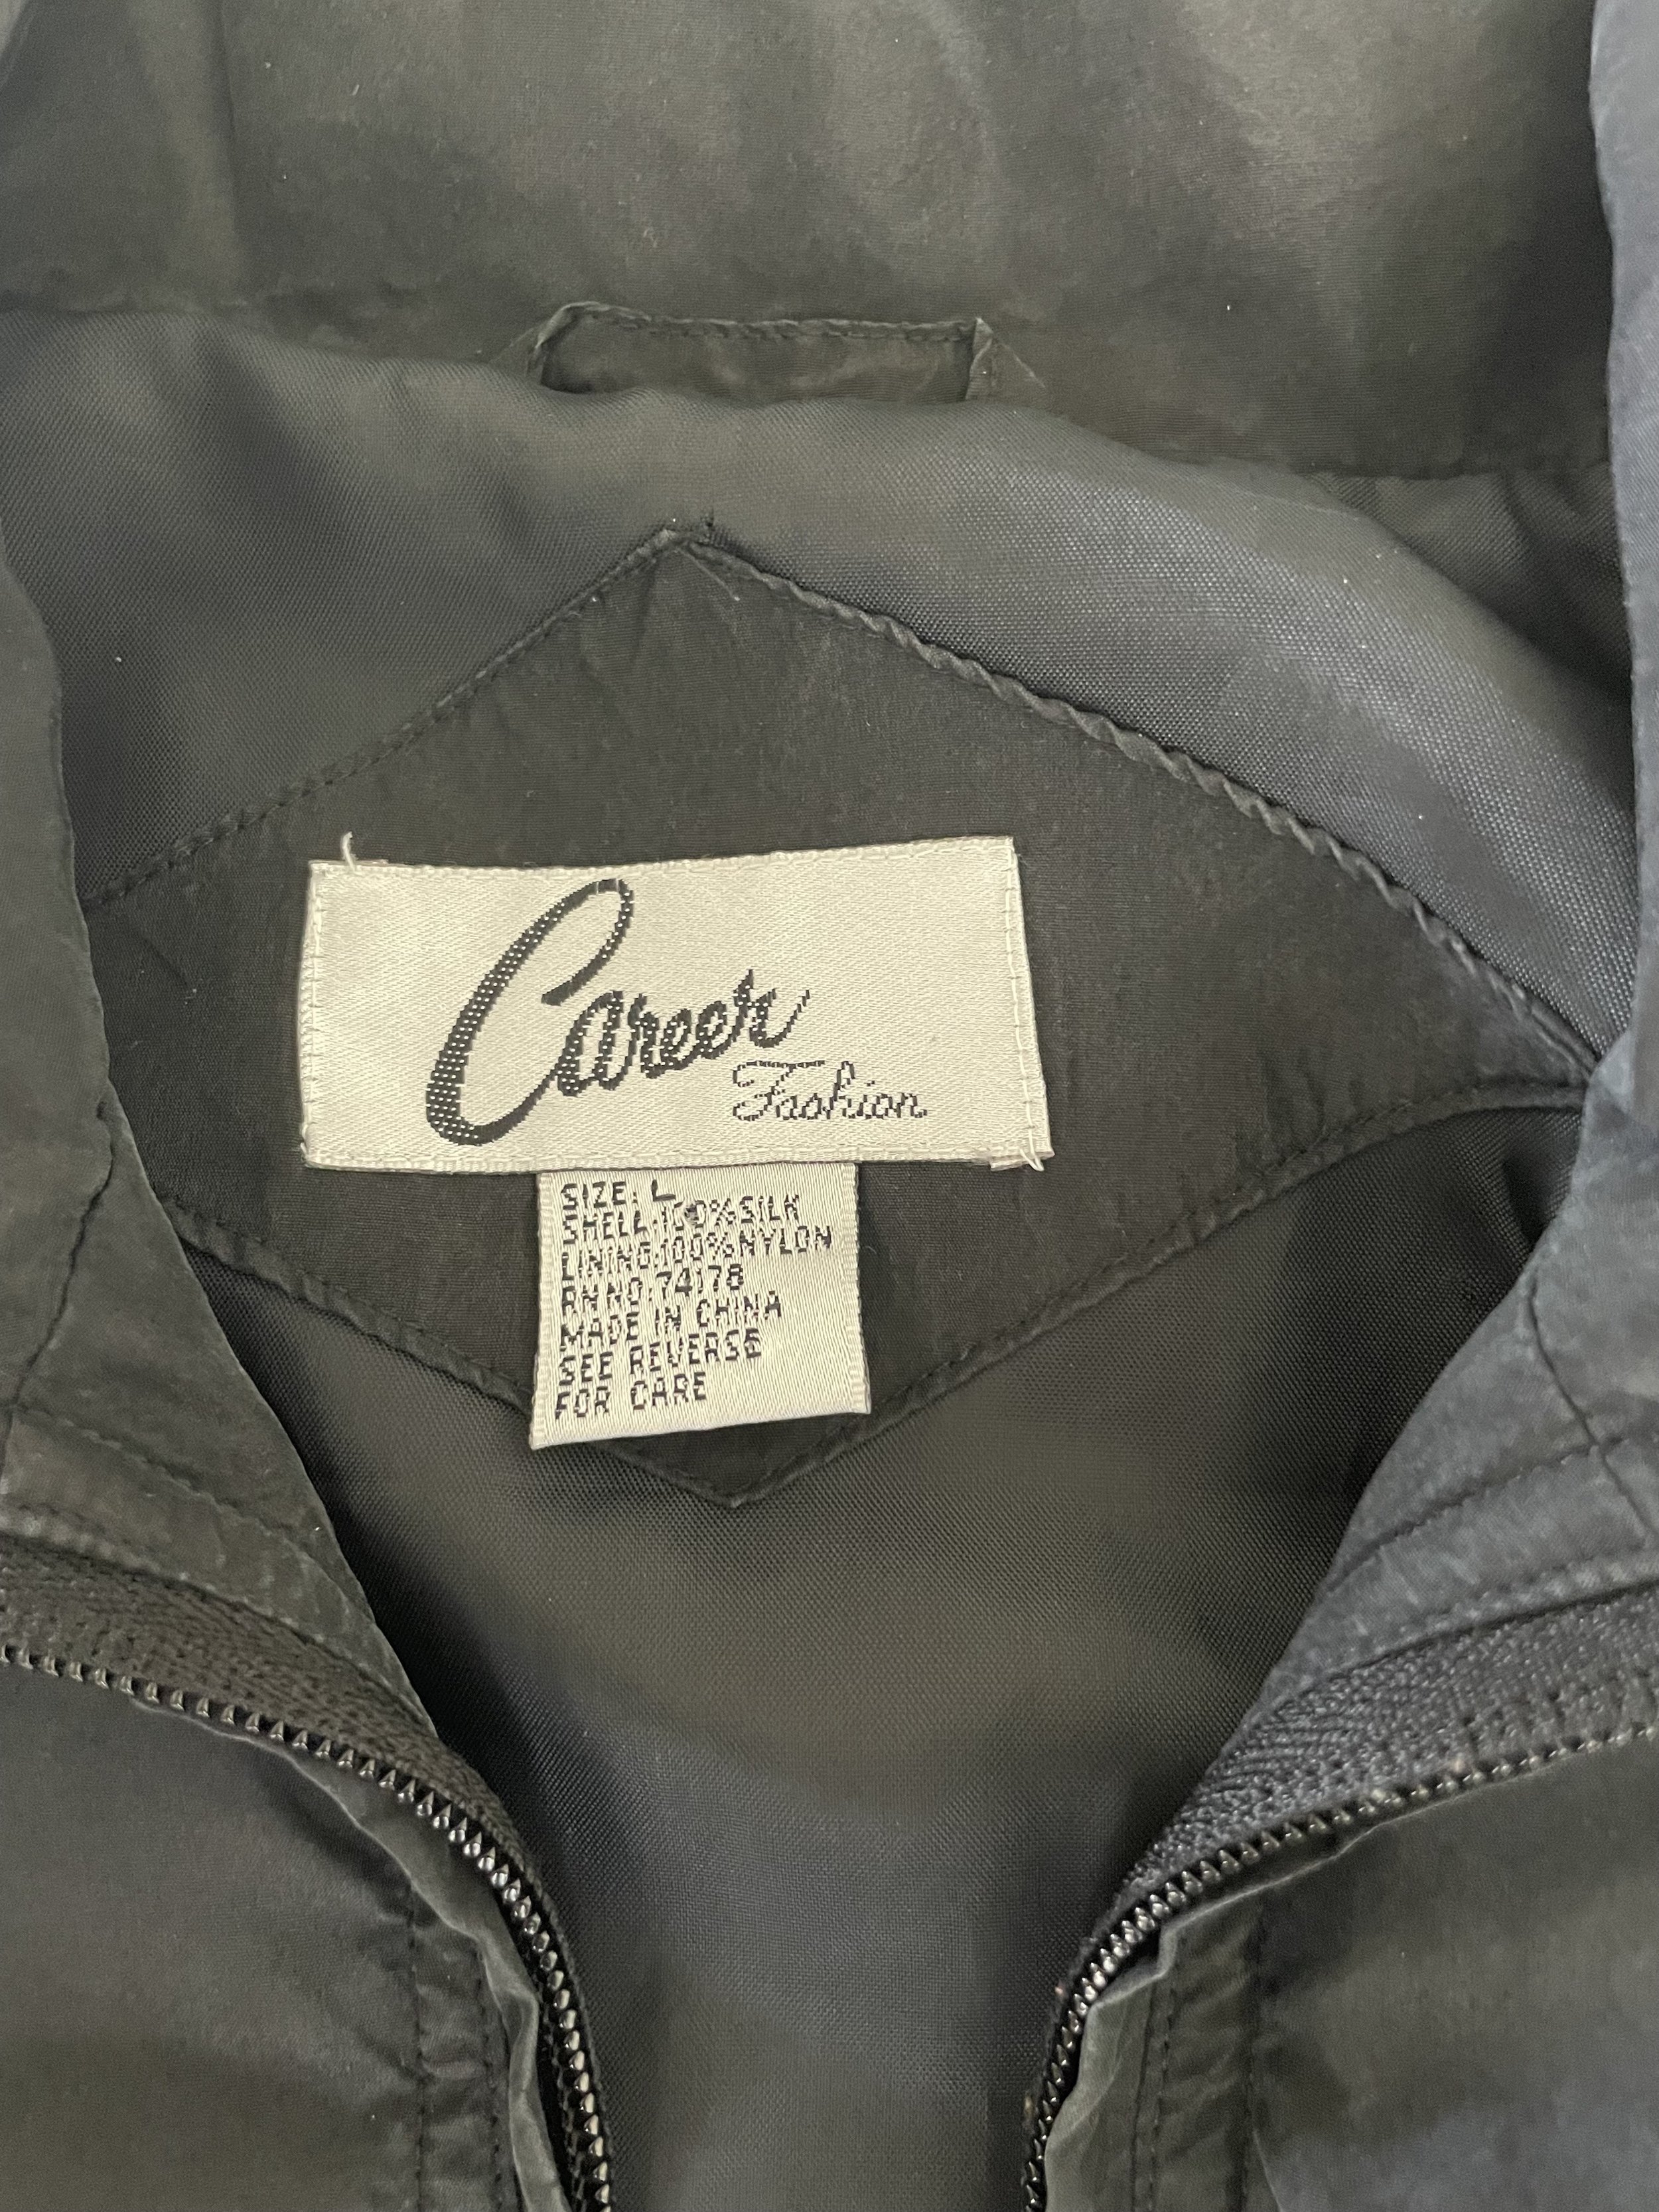 Career
Fashion
SIZE: L
SHELL:100%SILK
LINING:100%NYLON
RN NO:74178
MADE IN CHINA
SEE REVERSE
FOR CARE